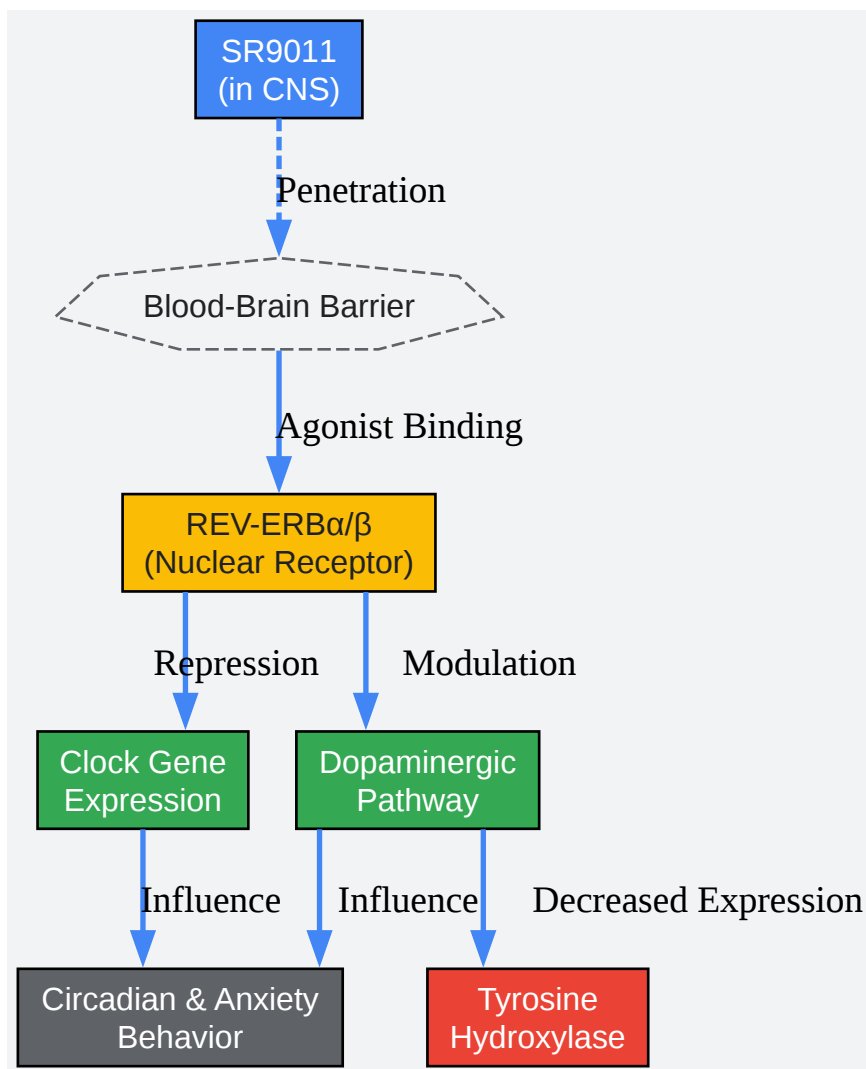 SR9011
(in CNS)
Penetration
Blood-Brain Barrier
Agonist Binding
REV-ERBα/β
(Nuclear Receptor)
Repression
Modulation
Clock Gene
Expression
Dopaminergic
Pathway
Influence
Influence
Decreased Expression
Circadian & Anxiety
Behavior
Tyrosine
Hydroxylase